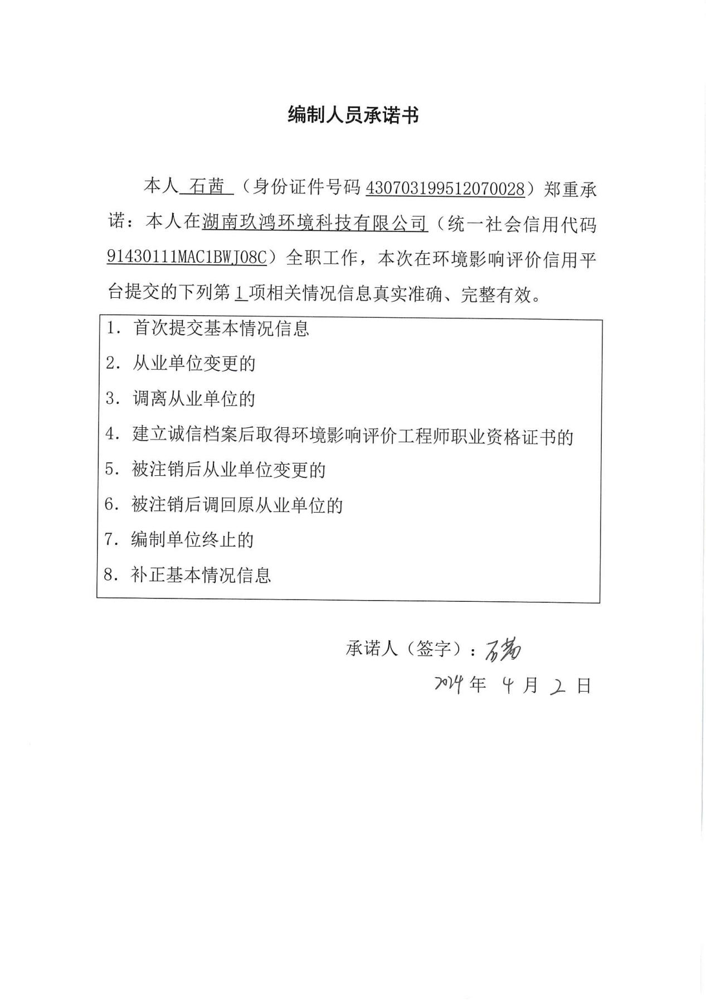 编制人员承诺书
本人 石茜 （身份证件号码 430703199512070028）郑重承
诺：本人在湖南玖鸿环境科技有限公司（统一社会信用代码
91430111MAC1BWJ08C）全职工作，本次在环境影响评价信用平
台提交的下列第 1 项相关情况信息真实准确、完整有效。
1. 首次提交基本情况信息
2. 从业单位变更的
3. 调离从业单位的
4. 建立诚信档案后取得环境影响评价工程师职业资格证书的
5. 被注销后从业单位变更的
6. 被注销后调回原从业单位的
7. 编制单位终止的
8. 补正基本情况信息
承诺人（签字）：石茜
2024 年 4 月 2 日